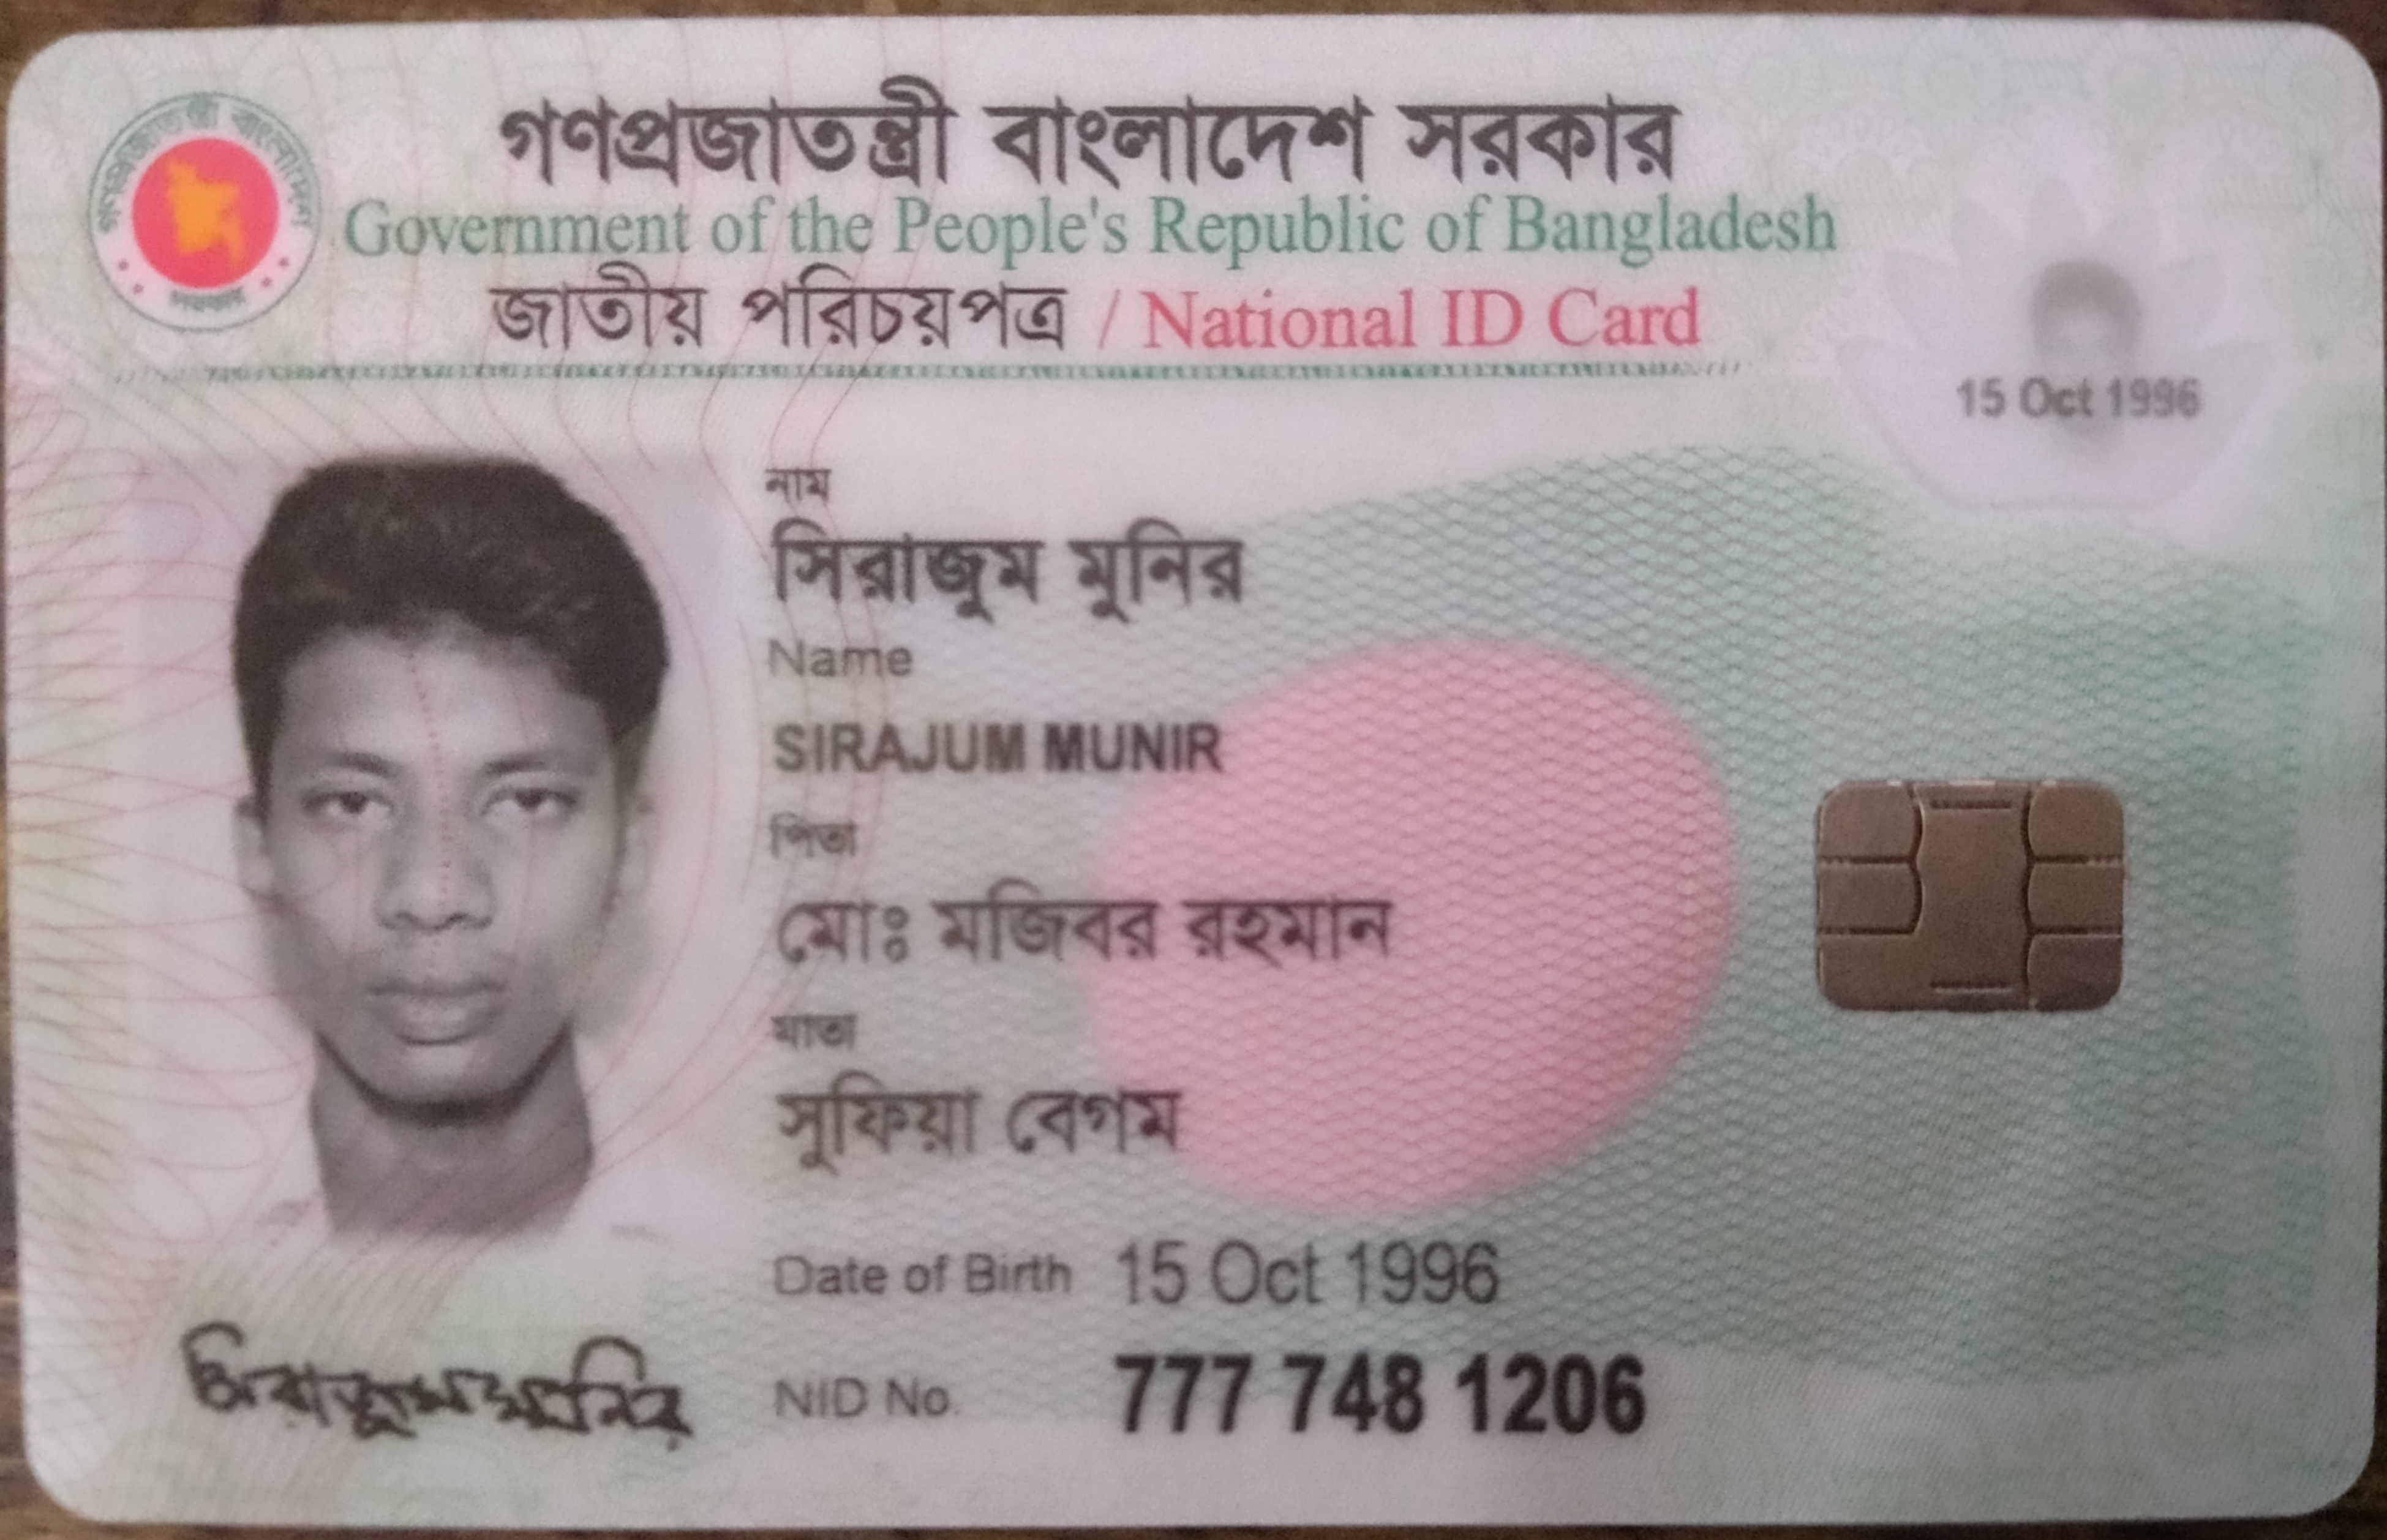 গণপ্রজাতন্ত্রী বাংলাদেশ সরকার
Government of the People's Republic of Bangladesh
জাতীয় পরিচয়পত্র / National ID Card
15 Oct 1996
নাম
সিরাজুম মুনির
Name
SIRAJUM MUNIR
পিতা
মোঃ মজিবর রহমান
মাতা
সুফিয়া বেগম
Date of Birth 15 Oct 1996
সিরাজুম মুনির
NID No. 777 748 1206